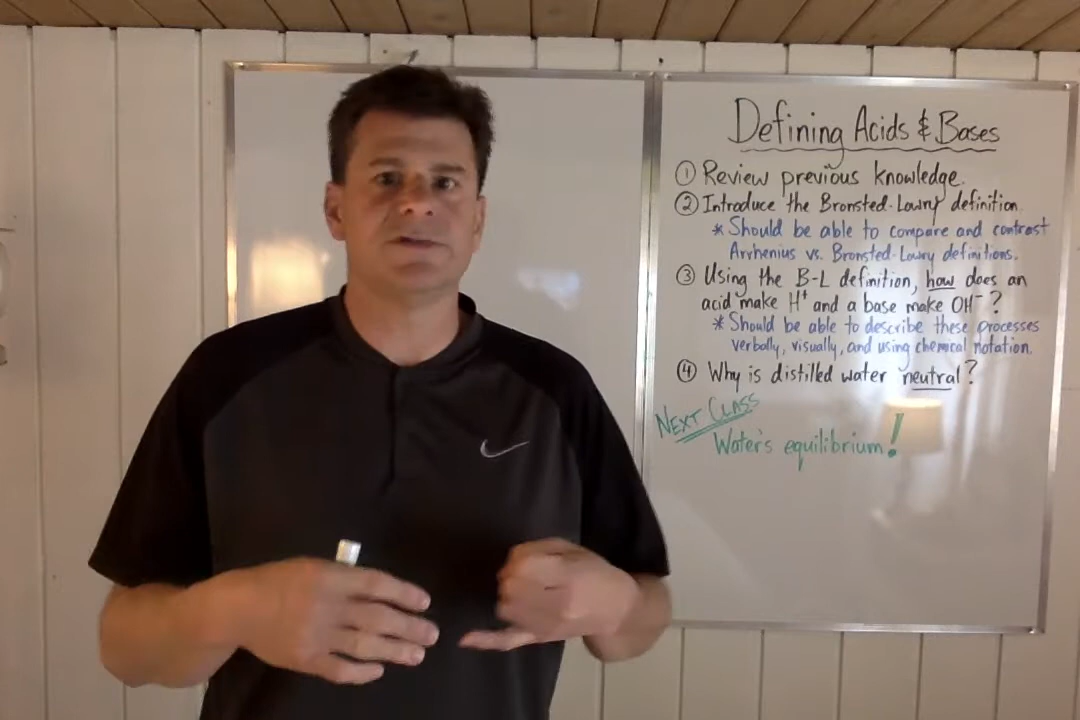 Defining Acids & Bases
① Review previous knowledge.
② Introduce the Bronsted-Lowry definition.
* Should be able to compare and contrast
Arrhenius vs. Bronsted-Lowry definitions.
③ Using the B-L definition, how does an
acid make H⁺ and a base make OH⁻?
* Should be able to describe these processes
verbally, visually, and using chemical notation.
④ Why is distilled water neutral?
NEXT CLASS
Water's equilibrium!